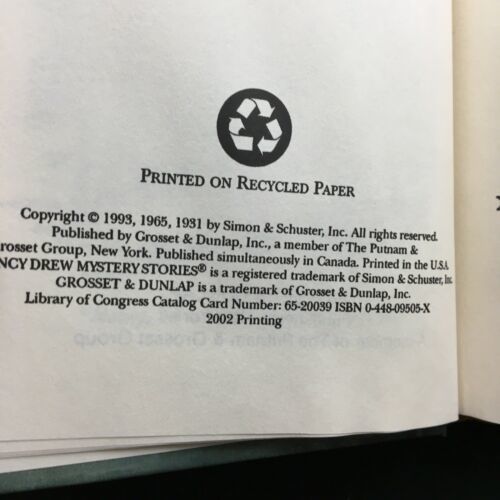 PRINTED ON RECYCLED PAPER
Copyright © 1993, 1965, 1931 by Simon & Schuster, Inc. All rights reserved.
Published by Grosset & Dunlap, Inc., a member of The Putnam &
rosset Group, New York. Published simultaneously in Canada. Printed in the U.S.A.
NCY DREW MYSTERY STORIES® is a registered trademark of Simon & Schuster, Inc.
GROSSET & DUNLAP is a trademark of Grosset & Dunlap, Inc.
Library of Congress Catalog Card Number: 65-20039 ISBN 0-448-09505-X
2002 Printing